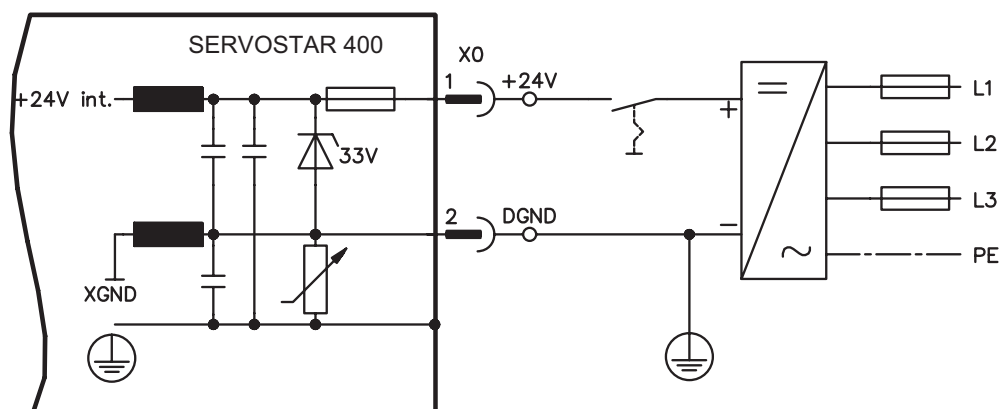 SERVOSTAR 400
X0
+24V int.
1
+24V
+
L1
33V
L2
2
DGND
L3
XGND
−
PE